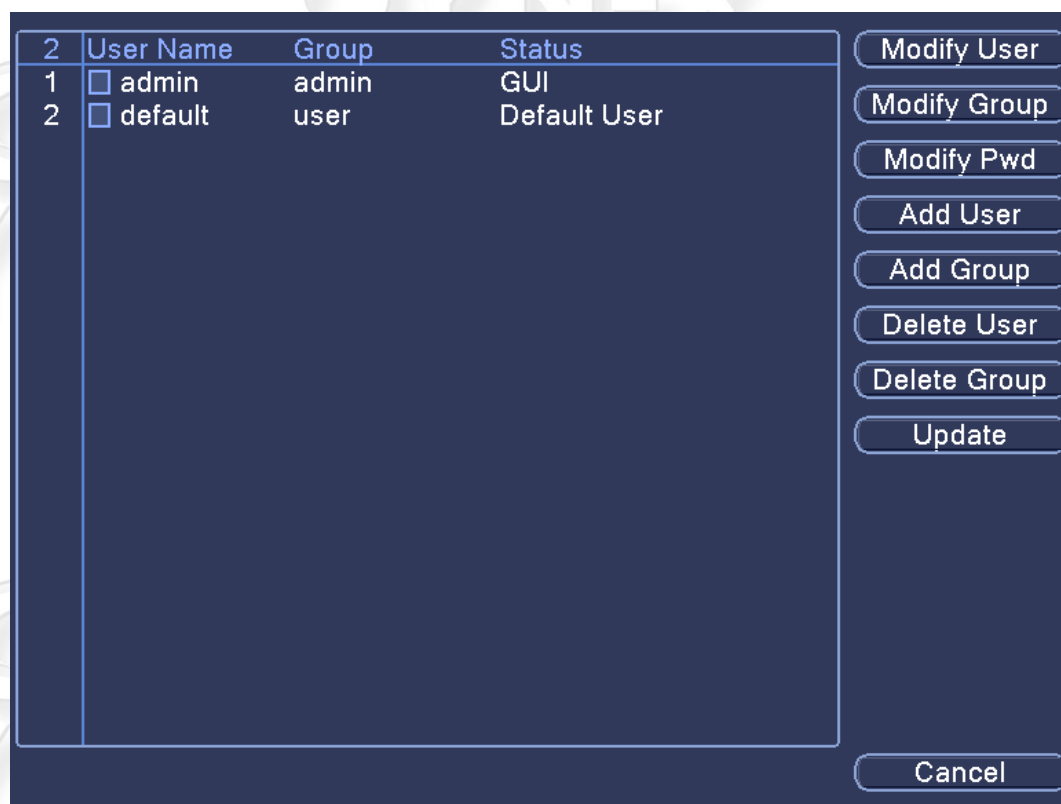 2 User Name Group Status
1 admin admin GUI
2 default user Default User
Modify User
Modify Group
Modify Pwd
Add User
Add Group
Delete User
Delete Group
Update
Cancel